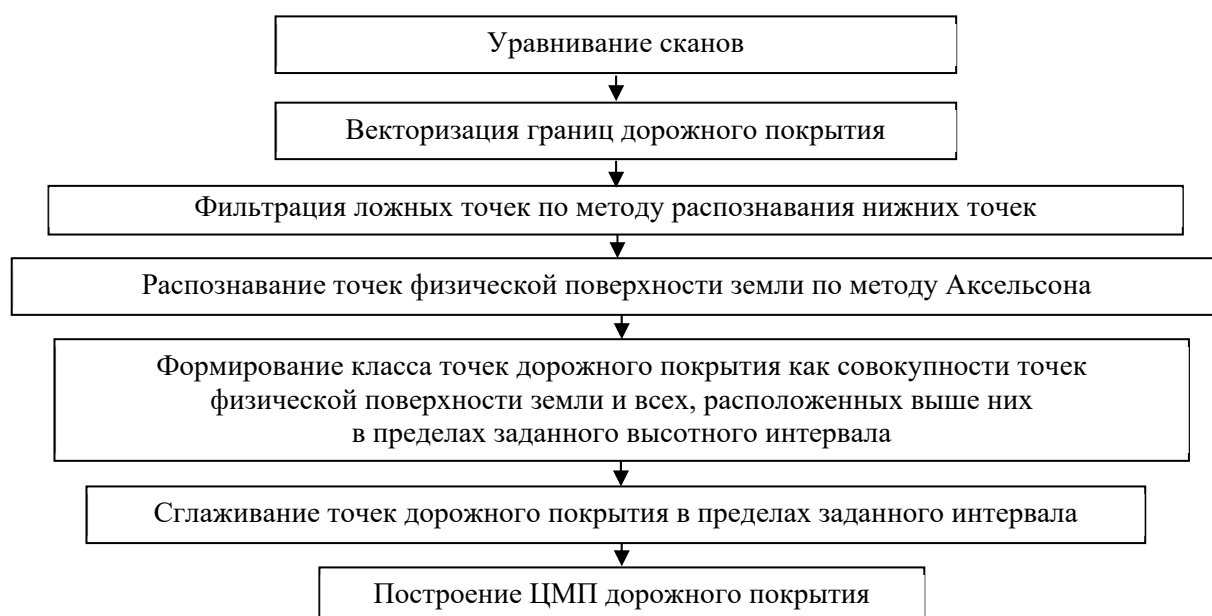 Уравнивание сканов
Векторизация границ дорожного покрытия
Фильтрация ложных точек по методу распознавания нижних точек
Распознавание точек физической поверхности земли по методу Аксельсона
Формирование класса точек дорожного покрытия как совокупности точек
физической поверхности земли и всех, расположенных выше них
в пределах заданного высотного интервала
Сглаживание точек дорожного покрытия в пределах заданного интервала
Построение ЦМП дорожного покрытия